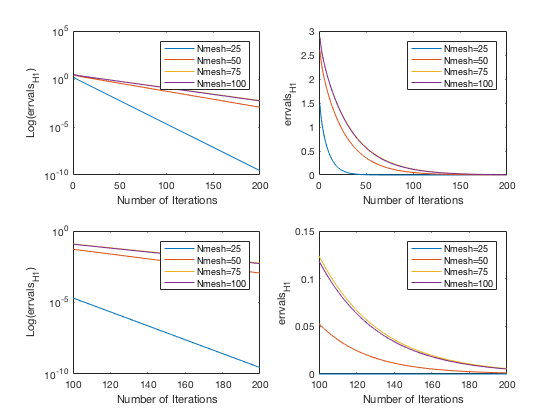 10^5
10^0
10^-5
10^-10
Log(errvals_H1)
0 50 100 150 200
Number of Iterations
Nmesh=25
Nmesh=50
Nmesh=75
Nmesh=100
3
2.5
2
1.5
1
0.5
0
errvals_H1
0 50 100 150 200
Number of Iterations
Nmesh=25
Nmesh=50
Nmesh=75
Nmesh=100
10^0
10^-5
10^-10
Log(errvals_H1)
100 120 140 160 180 200
Number of Iterations
Nmesh=25
Nmesh=50
Nmesh=75
Nmesh=100
0.15
0.1
0.05
0
errvals_H1
100 120 140 160 180 200
Number of Iterations
Nmesh=25
Nmesh=50
Nmesh=75
Nmesh=100